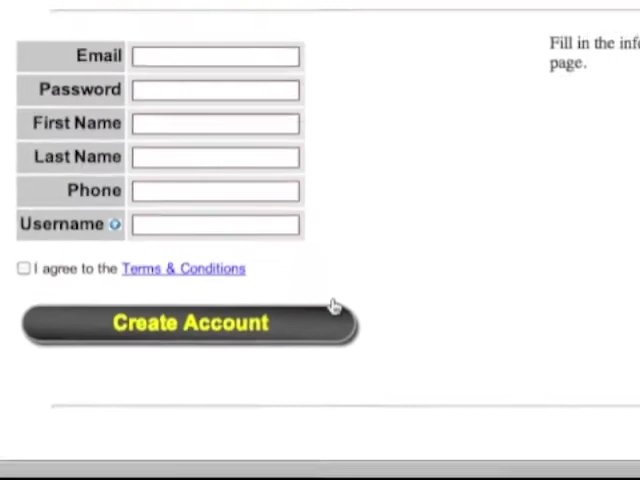 Fill in the
page.
Email
Password
First Name
Last Name
Phone
Username
I agree to the Terms & Conditions
Create Account